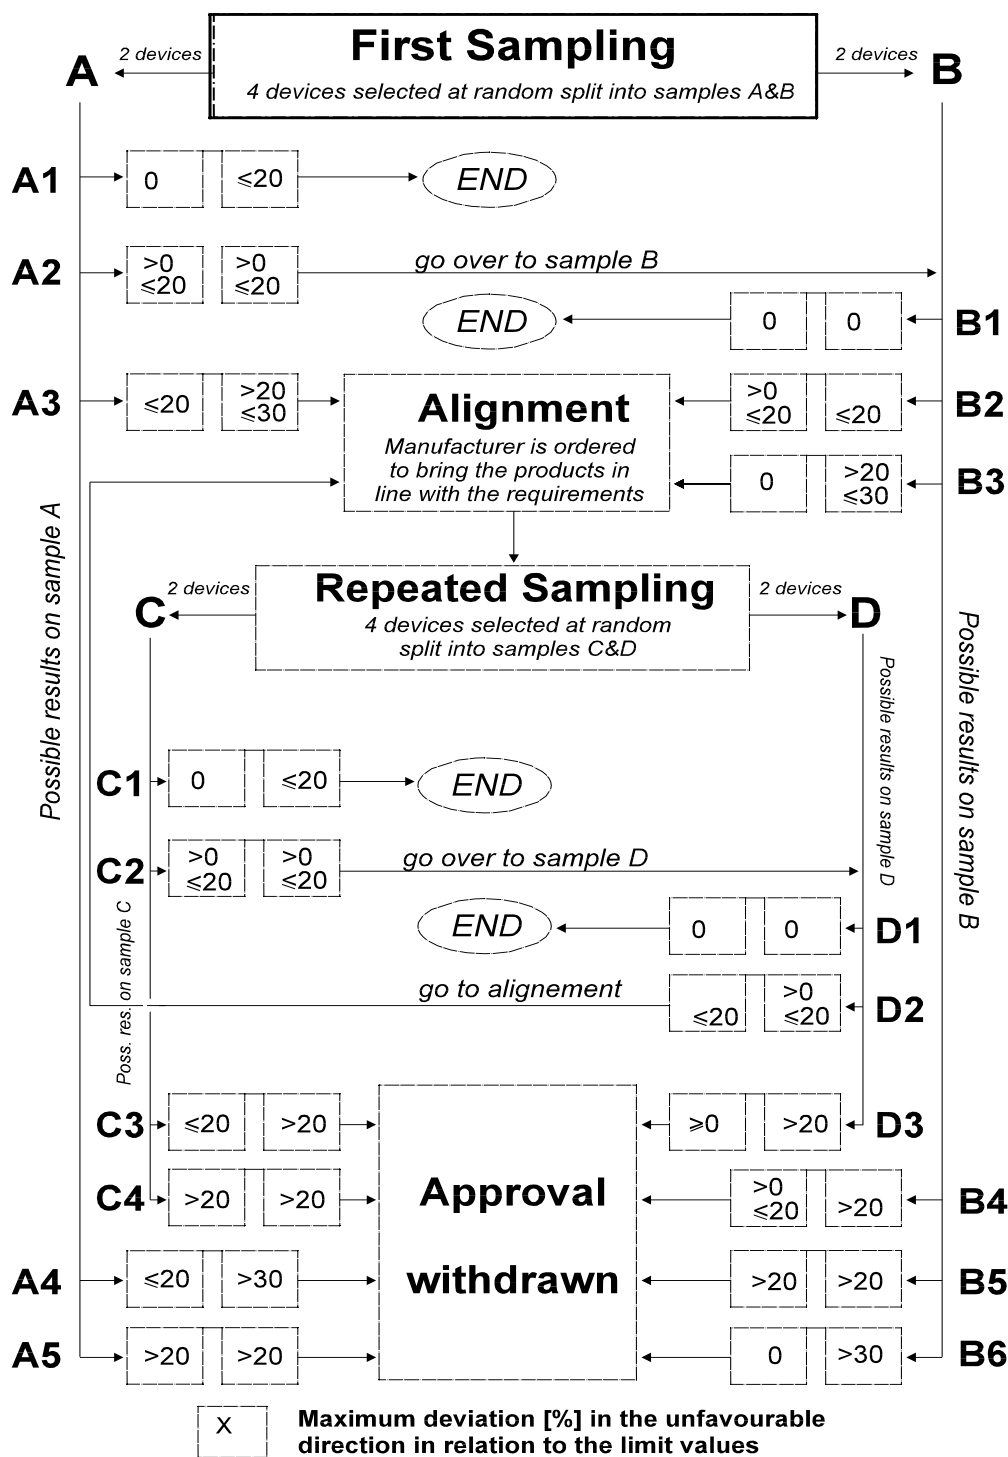 First Sampling
4 devices selected at random split into samples A&B
A
2 devices
2 devices
B
A1
0
≤20
END
A2
>0
≤20
>0
≤20
go over to sample B
END
0
0
B1
A3
≤20
>20
≤30
Alignment
Manufacturer is ordered
to bring the products in
line with the requirements
>0
≤20
≤20
B2
0
>20
≤30
B3
Possible results on sample A
Possible results on sample B
C
2 devices
Repeated Sampling
4 devices selected at random
split into samples C&D
2 devices
D
Possible results on sample D
C1
0
≤20
END
C2
>0
≤20
>0
≤20
go over to sample D
Poss. res. on sample C
END
0
0
D1
go to alignement
≤20
>0
≤20
D2
C3
≤20
>20
Approval
withdrawn
≥0
>20
D3
C4
>20
>20
>0
≤20
>20
B4
A4
≤20
>30
>20
>20
B5
A5
>20
>20
0
>30
B6
X
Maximum deviation [%] in the unfavourable
direction in relation to the limit values